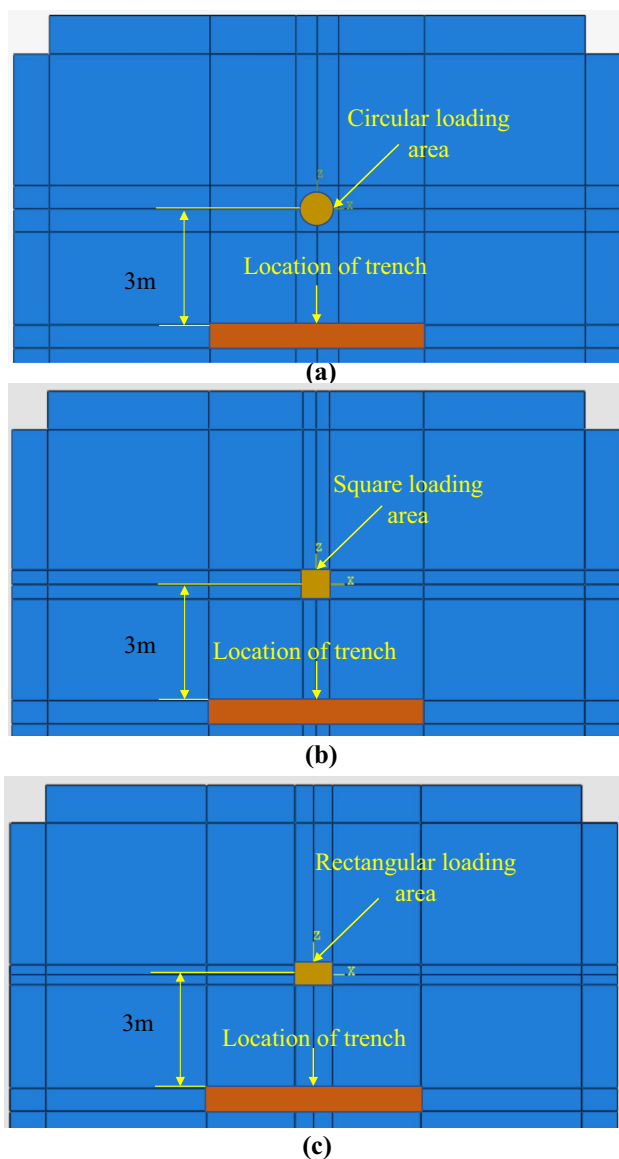 Circular loading
area
z
x
Location of trench
3m
(a)
Square loading
area
z
x
Location of trench
3m
(b)
Rectangular loading
area
z
x
Location of trench
3m
(c)